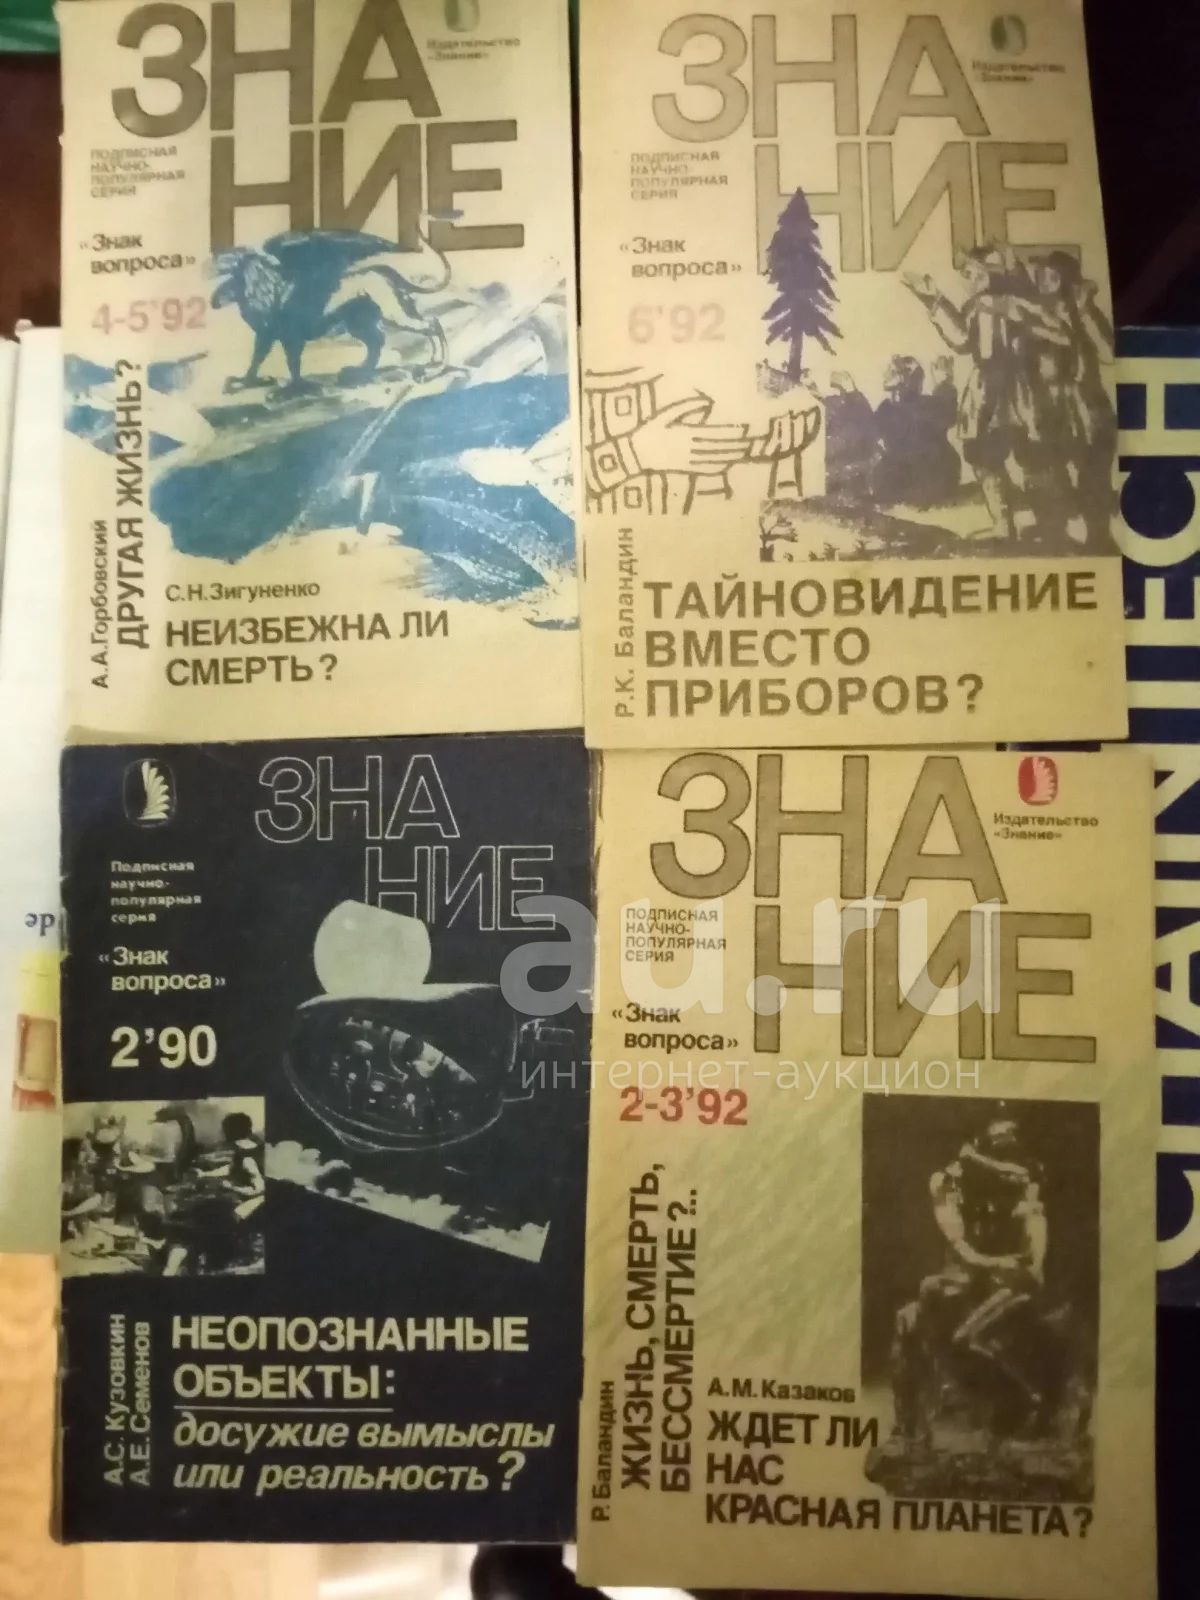 ЗНА
НИЕ
Издательство
«Знание»
ПОДПИСНАЯ
НАУЧНО-
ПОПУЛЯРНАЯ
СЕРИЯ
«Знак
вопроса»
4-5'92
А.А.Горбовский
ДРУГАЯ ЖИЗНЬ?
С.Н.Зигуненко
НЕИЗБЕЖНА ЛИ
СМЕРТЬ?
ЗНА
НИЕ
Издательство
«Знание»
ПОДПИСНАЯ
НАУЧНО-
ПОПУЛЯРНАЯ
СЕРИЯ
«Знак
вопроса»
6'92
Р.К. Баландин
ТАЙНОВИДЕНИЕ
ВМЕСТО
ПРИБОРОВ?
ЗНА
НИЕ
Подписная
научно-
популярная
серия
«Знак
вопроса»
2'90
А.С. Кузовкин
А.Е. Семенов
НЕОПОЗНАННЫЕ
ОБЪЕКТЫ:
досужие вымыслы
или реальность?
ЗНА
НИЕ
Издательство
«Знание»
ПОДПИСНАЯ
НАУЧНО-
ПОПУЛЯРНАЯ
СЕРИЯ
«Знак
вопроса»
2-3'92
Р. Баландин
ЖИЗНЬ, СМЕРТЬ,
БЕССМЕРТИЕ?..
А.М.Казаков
ЖДЕТ ЛИ
НАС
КРАСНАЯ ПЛАНЕТА?
au.ru
интернет-аукцион
de